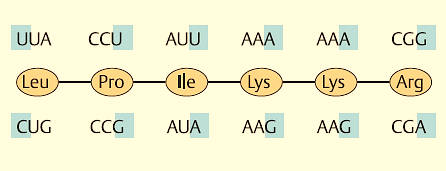 UUA CCU AUU AAA AAA CGG
Leu Pro Ile Lys Lys Arg
CUG CCG AUA AAG AAG CGA